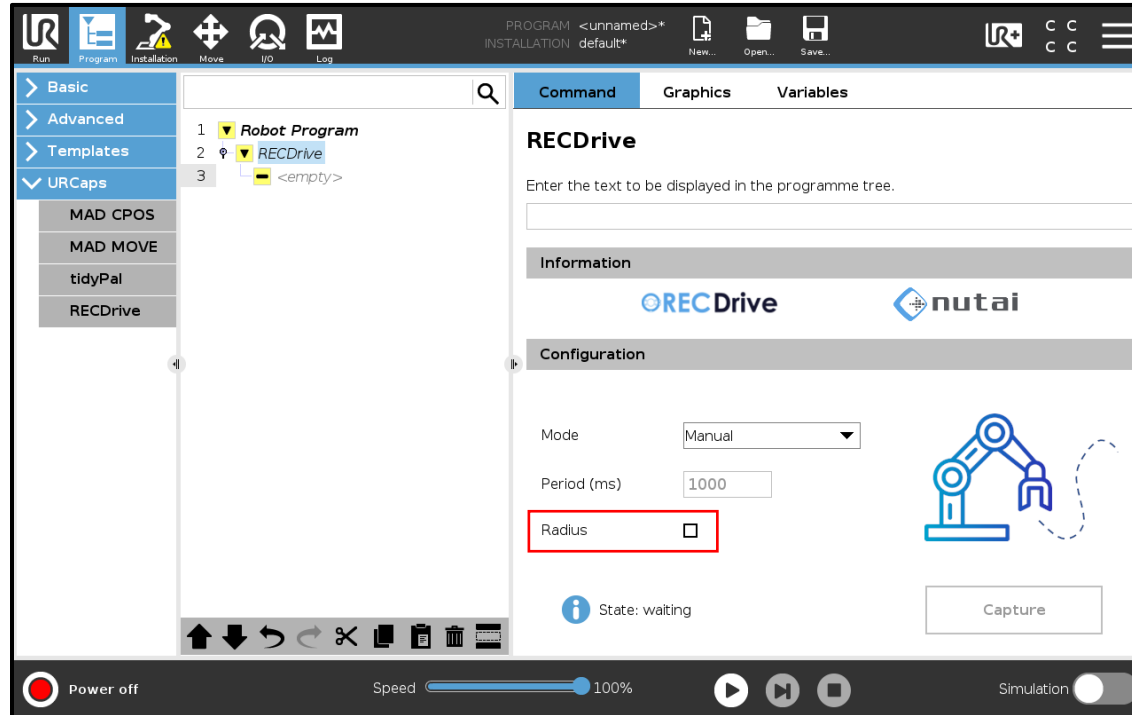 PROGRAM <unnamed>*
INSTALLATION default*
UR
Run
Program
Installation
Move
I/O
Log
New...
Open...
Save...
UR+
C C
C C
Basic
Advanced
Templates
URCaps
MAD CPOS
MAD MOVE
tidyPal
RECDrive
1 Robot Program
2 RECDrive
3 <empty>
Command Graphics Variables
RECDrive
Enter the text to be displayed in the programme tree.
Information
RECDrive nutai
Configuration
Mode Manual
Period (ms) 1000
Radius
State: waiting
Capture
Power off
Speed 100%
Simulation